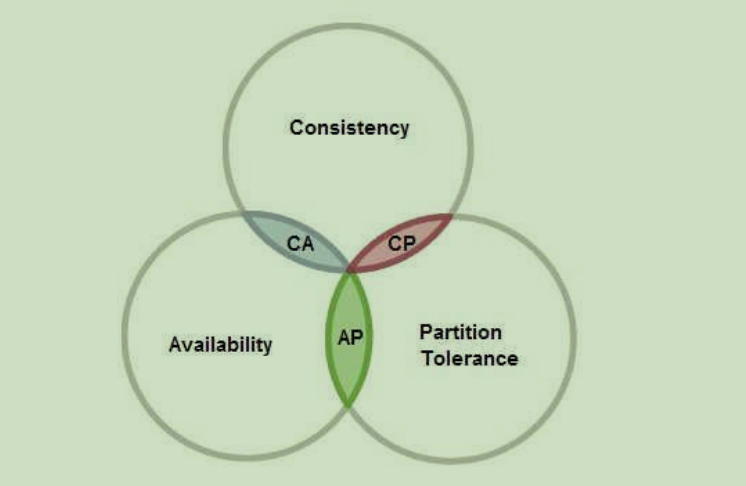 Consistency
CA
CP
Availability
AP
Partition
Tolerance